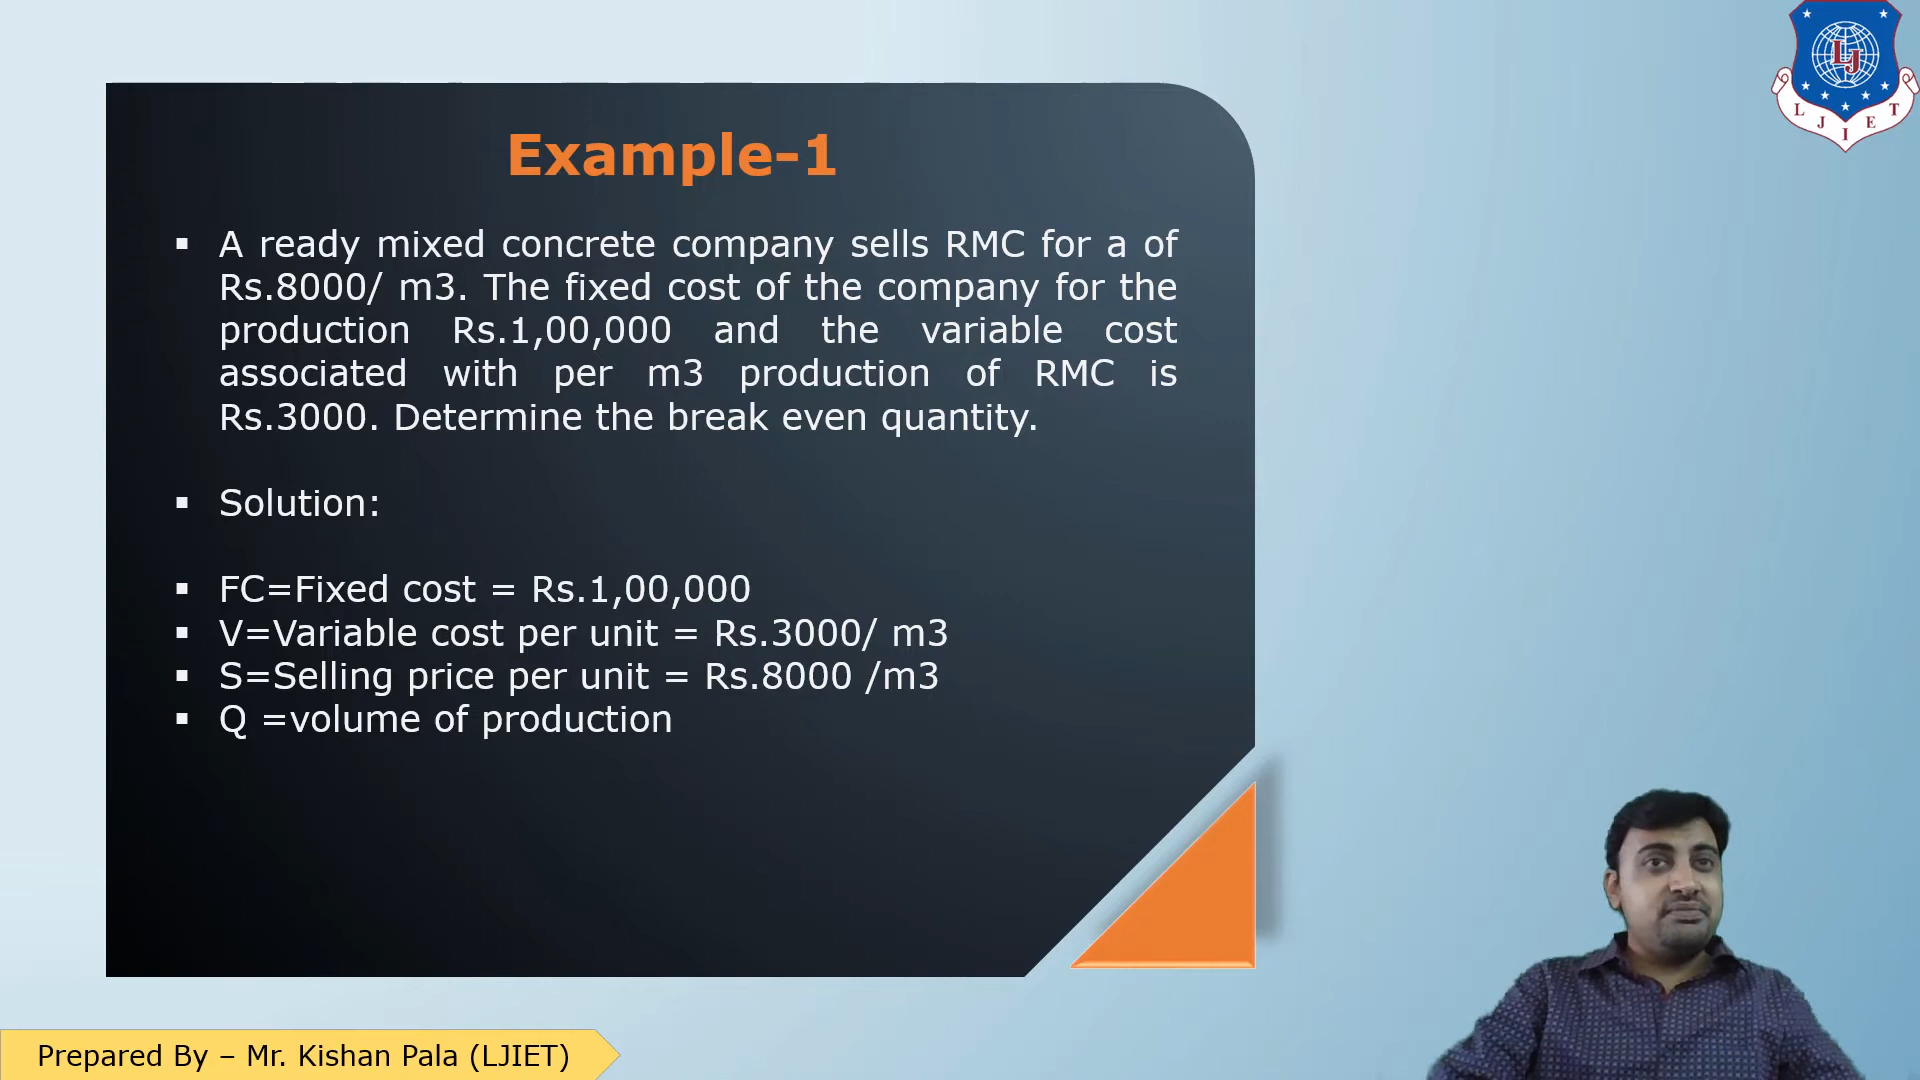 Example-1
▪ A ready mixed concrete company sells RMC for a of
Rs.8000/ m3. The fixed cost of the company for the
production Rs.1,00,000 and the variable cost
associated with per m3 production of RMC is
Rs.3000. Determine the break even quantity.
▪ Solution:
▪ FC=Fixed cost = Rs.1,00,000
▪ V=Variable cost per unit = Rs.3000/ m3
▪ S=Selling price per unit = Rs.8000 /m3
▪ Q =volume of production
LJ
L J I E T
Prepared By – Mr. Kishan Pala (LJIET)